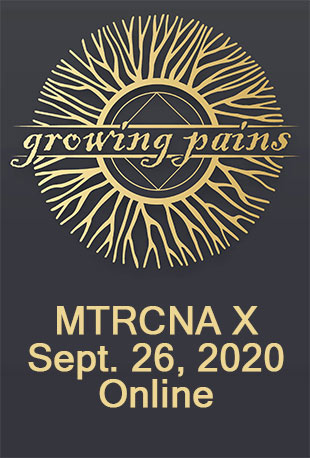 growing pains
MTRCNA X
Sept. 26, 2020
Online